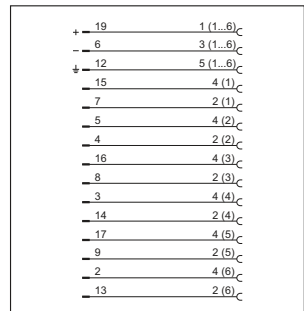 + 19 1 (1...6)
– 6 3 (1...6)
12 5 (1...6)
15 4 (1)
7 2 (1)
5 4 (2)
4 2 (2)
16 4 (3)
8 2 (3)
3 4 (4)
14 2 (4)
17 4 (5)
9 2 (5)
2 4 (6)
13 2 (6)